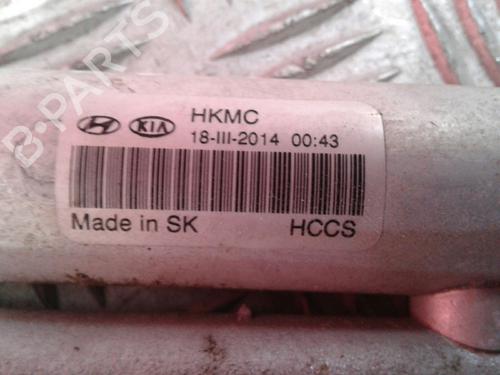 B-PARTS
KIA
HKMC
18-III-2014 00:43
Made in SK HCCS